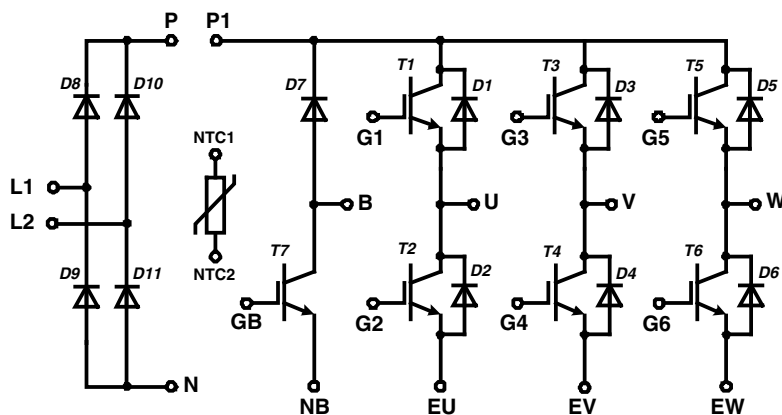 P P1
D8 D10 D7 T1 D1 T3 D3 T5 D5
G1 G3 G5
NTC1
L1 B U V W
L2
NTC2
D9 D11 T7 T2 D2 T4 D4 T6 D6
GB G2 G4 G6
N NB EU EV EW